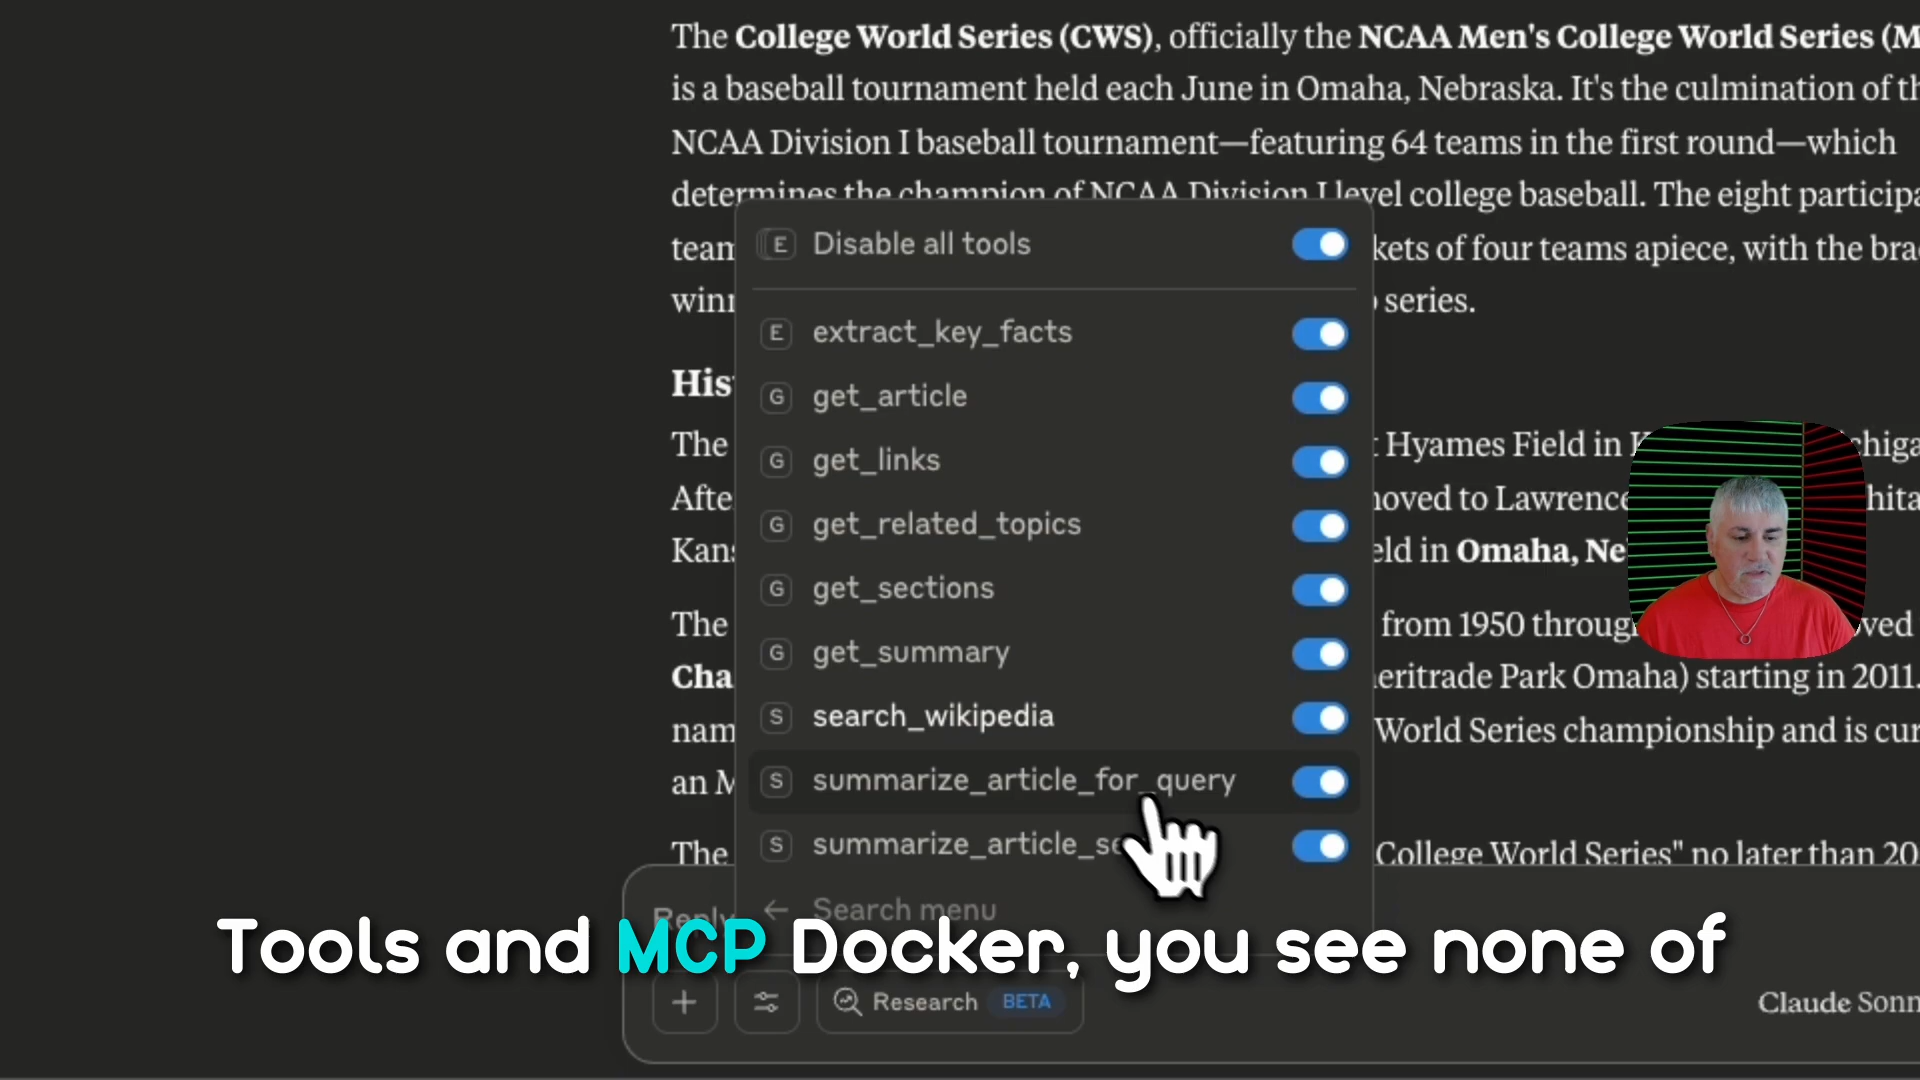 The College World Series (CWS), officially the NCAA Men's College World Series (M
is a baseball tournament held each June in Omaha, Nebraska. It's the culmination of th
NCAA Division I baseball tournament—featuring 64 teams in the first round—which
determines the champion of NCAA Division I level college baseball. The eight participa
team kets of four teams apiece, with the bra
winn series.
E Disable all tools
E extract_key_facts
G get_article
G get_links
G get_related_topics
G get_sections
G get_summary
S search_wikipedia
S summarize_article_for_query
S summarize_article_se
← Search menu
His
The Hyames Field in chiga
Afte oved to Lawrence hita
Kans eld in Omaha, Ne
The from 1950 throug ved
Cha eritrade Park Omaha) starting in 2011.
nam World Series championship and is cur
an M
The College World Series" no later than 20
Reply
Tools and MCP Docker, you see none of
+ Research BETA
Claude Sonn